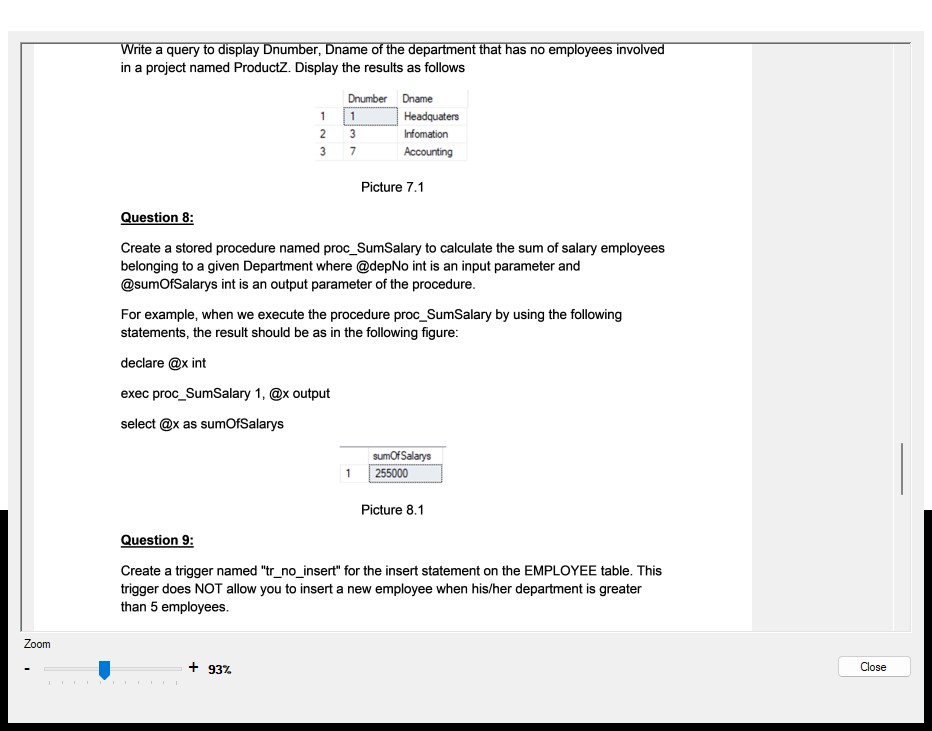 Write a query to display Dnumber, Dname of the department that has no employees involved
in a project named ProductZ. Display the results as follows
Dnumber Dname
1 1 Headquaters
2 3 Infomation
3 7 Accounting
Picture 7.1
Question 8:
Create a stored procedure named proc_SumSalary to calculate the sum of salary employees
belonging to a given Department where @depNo int is an input parameter and
@sumOfSalarys int is an output parameter of the procedure.
For example, when we execute the procedure proc_SumSalary by using the following
statements, the result should be as in the following figure:
declare @x int
exec proc_SumSalary 1, @x output
select @x as sumOfSalarys
sumOfSalarys
1 255000
Picture 8.1
Question 9:
Create a trigger named "tr_no_insert" for the insert statement on the EMPLOYEE table. This
trigger does NOT allow you to insert a new employee when his/her department is greater
than 5 employees.
Zoom
- + 93%
Close